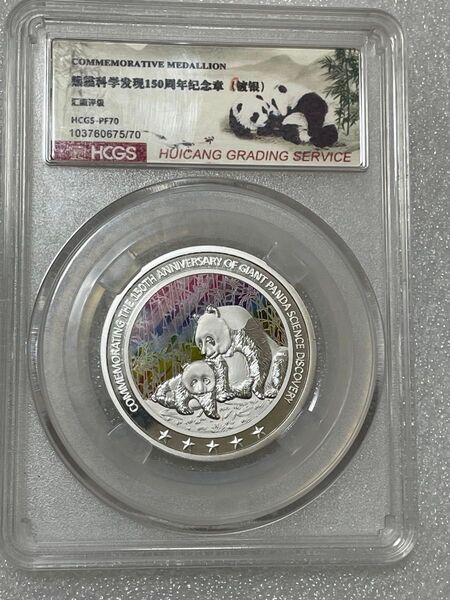 COMMEMORATIVE MEDALLION
熊猫科学发现150周年纪念章（镀银）
汇藏评级
HCGS-PF70
103760675/70
HCGS
HUICANG GRADING SERVICE
COMMEMORATING THE 150TH ANNIVERSARY OF GIANT PANDA SCIENCE DISCOVERY